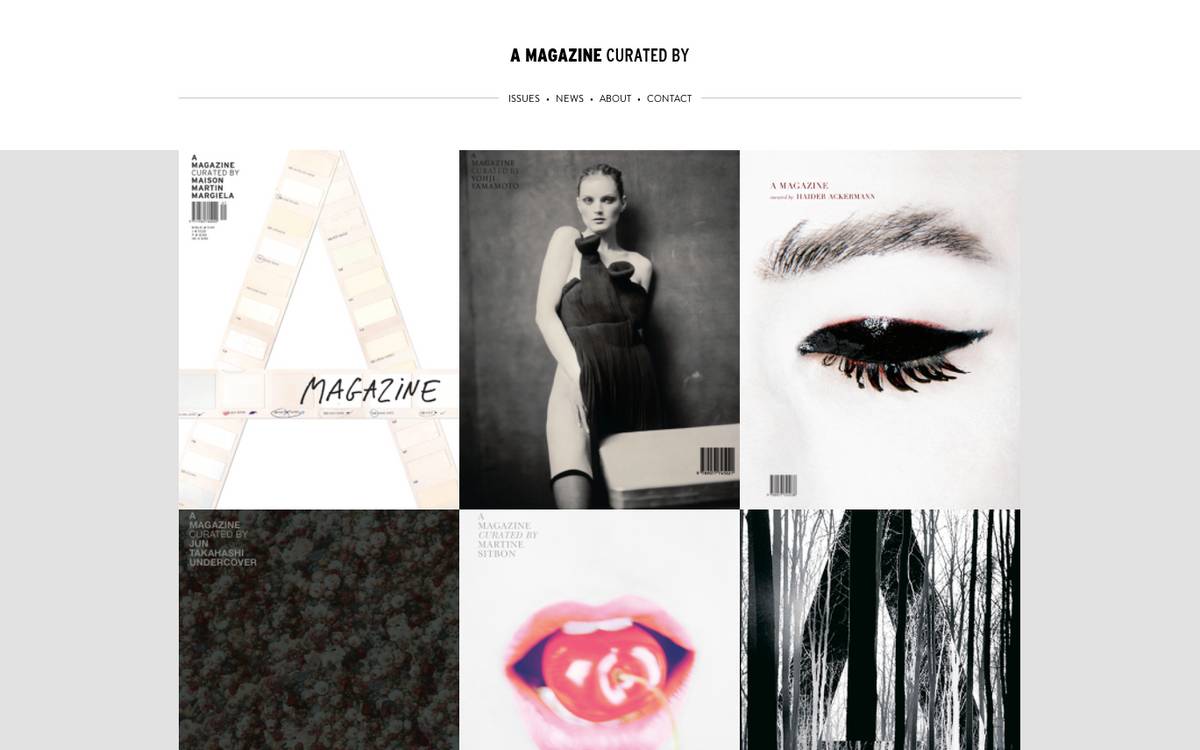 A MAGAZINE CURATED BY
ISSUES • NEWS • ABOUT • CONTACT
A
MAGAZINE
CURATED BY
MAISON
MARTIN
MARGIELA
MAGAZINE
A
MAGAZINE
CURATED BY
YOHJI
YAMAMOTO
A MAGAZINE
curated by HAIDER ACKERMANN
A
MAGAZINE
CURATED BY
JUN
TAKAHASHI
UNDERCOVER
A
MAGAZINE
CURATED BY
MARTINE
SITBON